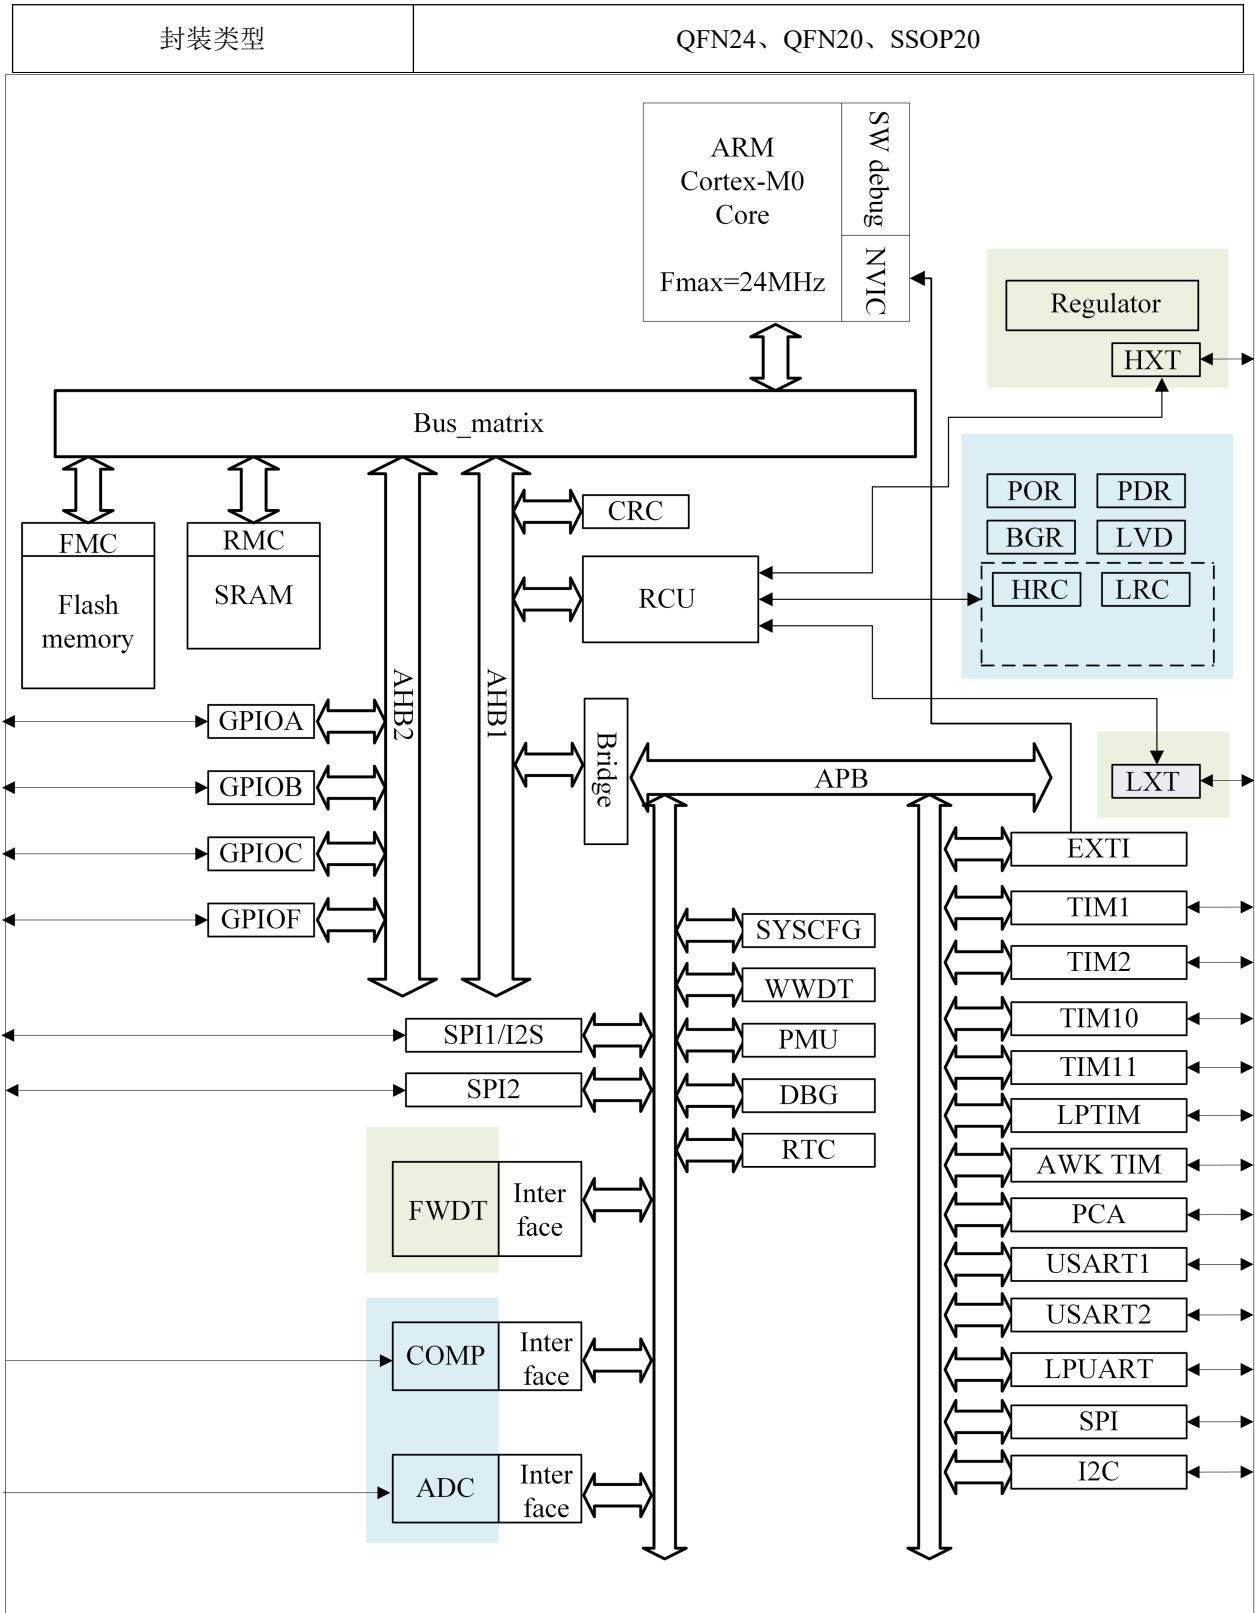 封装类型
QFN24、QFN20、SSOP20
ARM
Cortex-M0
Core
Fmax=24MHz
SW debug
NVIC
Regulator
HXT
Bus_matrix
POR
PDR
BGR
LVD
HRC
LRC
FMC
Flash
memory
RMC
SRAM
CRC
RCU
AHB2
AHB1
GPIOA
GPIOB
GPIOC
GPIOF
Bridge
APB
LXT
EXTI
TIM1
TIM2
TIM10
TIM11
LPTIM
AWK TIM
PCA
USART1
USART2
LPUART
SPI
I2C
SYSCFG
WWDT
PMU
DBG
RTC
SPI1/I2S
SPI2
FWDT
Inter
face
COMP
Inter
face
ADC
Inter
face